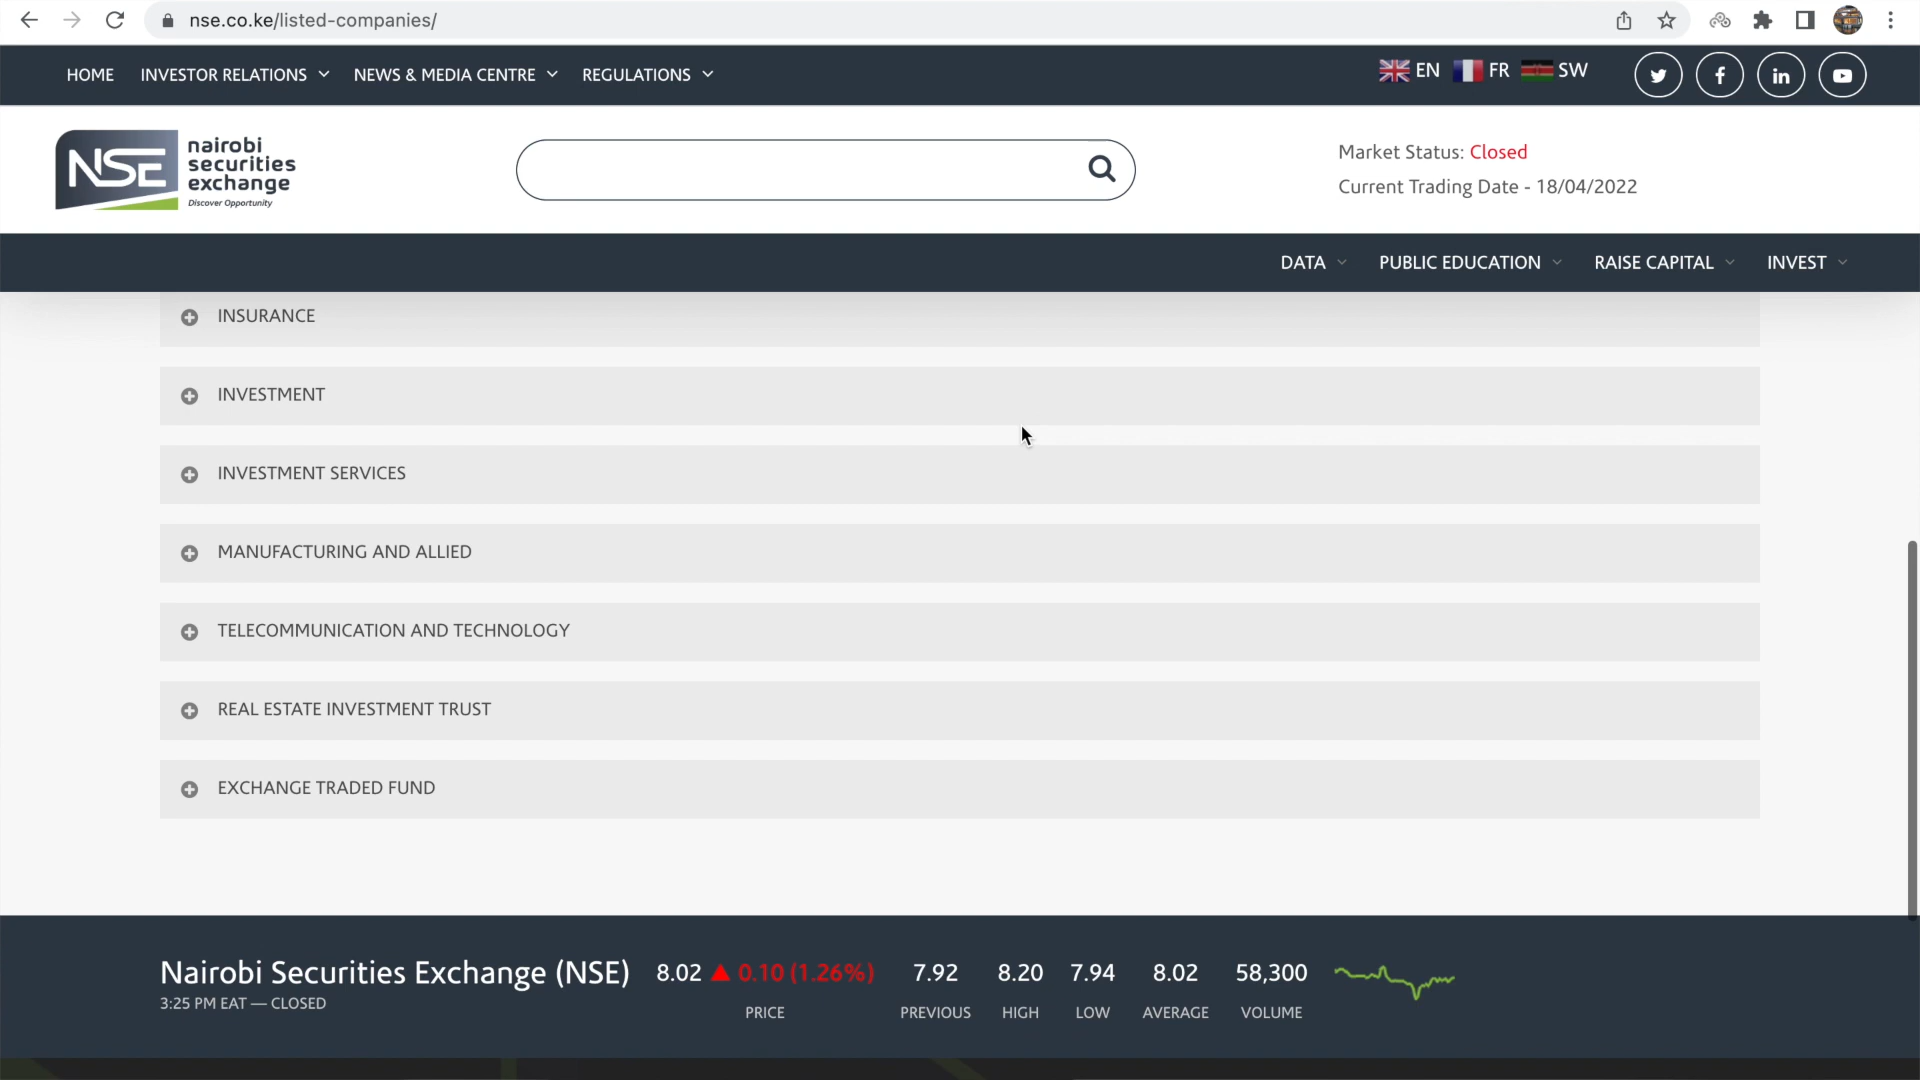 nse.co.ke/listed-companies/
HOME INVESTOR RELATIONS NEWS & MEDIA CENTRE REGULATIONS EN FR SW
NSE nairobi securities exchange
Discover Opportunity
Market Status: Closed
Current Trading Date - 18/04/2022
DATA PUBLIC EDUCATION RAISE CAPITAL INVEST
INSURANCE
INVESTMENT
INVESTMENT SERVICES
MANUFACTURING AND ALLIED
TELECOMMUNICATION AND TECHNOLOGY
REAL ESTATE INVESTMENT TRUST
EXCHANGE TRADED FUND
Nairobi Securities Exchange (NSE) 8.02 ▲ 0.10 (1.26%) 7.92 8.20 7.94 8.02 58,300
3:25 PM EAT — CLOSED PRICE PREVIOUS HIGH LOW AVERAGE VOLUME